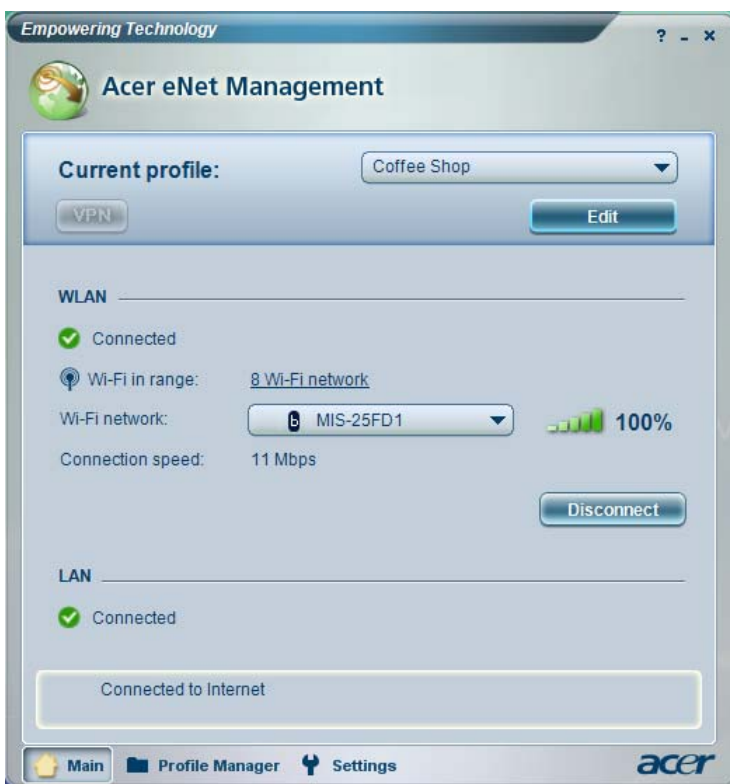 Empowering Technology
? - x
Acer eNet Management
Current profile:
Coffee Shop
VPN
Edit
WLAN
Connected
Wi-Fi in range:
8 Wi-Fi network
Wi-Fi network:
b MIS-25FD1
100%
Connection speed:
11 Mbps
Disconnect
LAN
Connected
Connected to Internet
Main
Profile Manager
Settings
acer